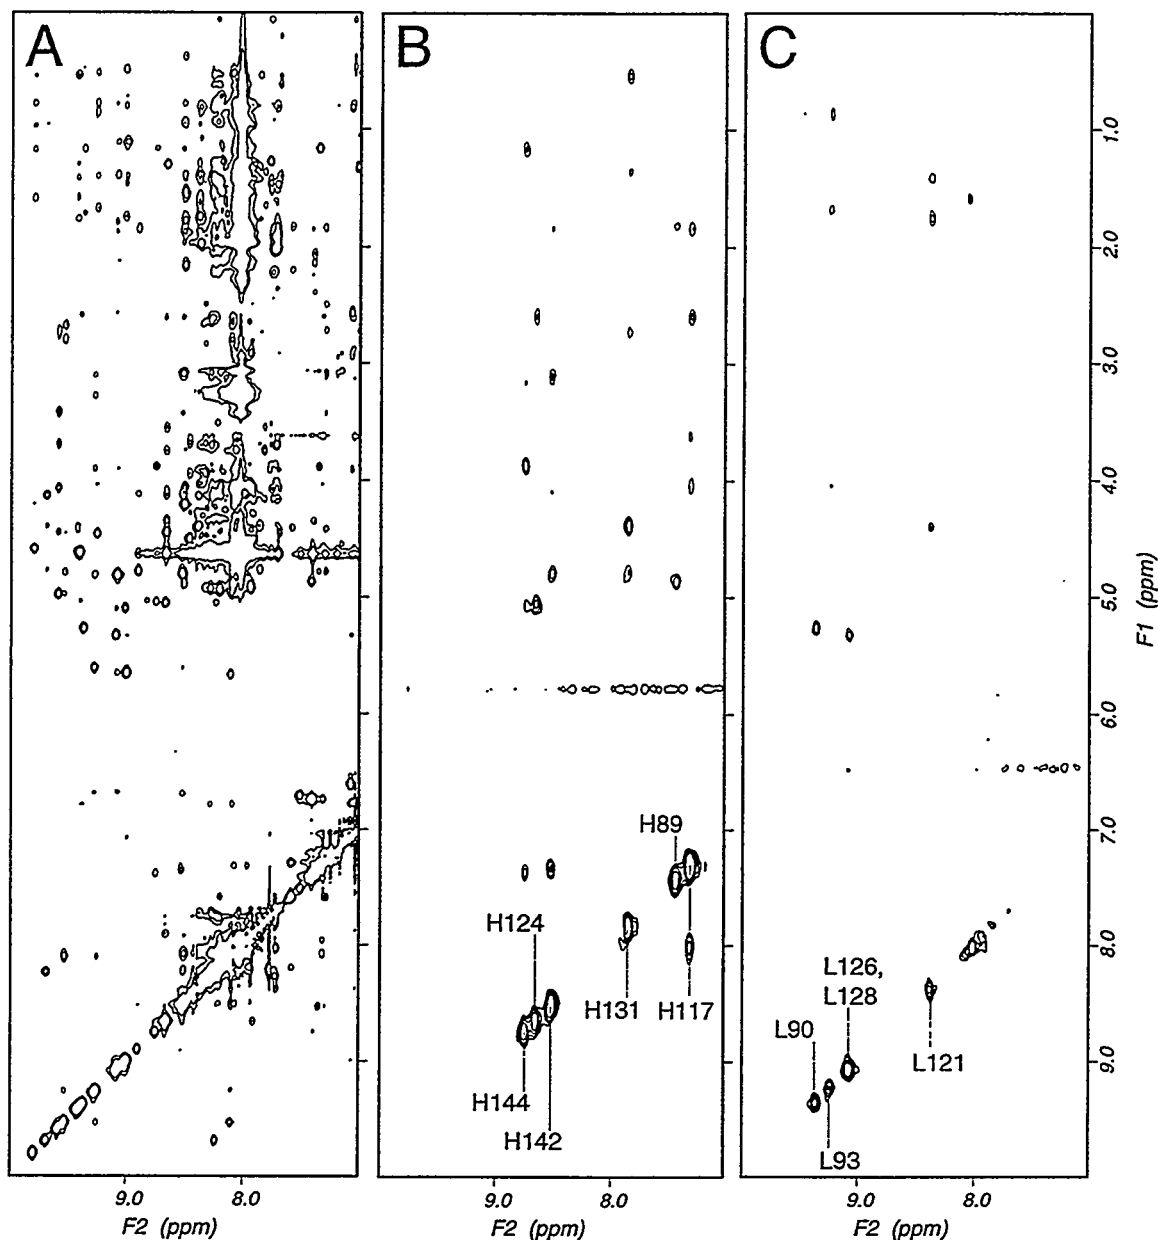 A B C
1.0
2.0
3.0
4.0
5.0
F1 (ppm)
6.0
7.0
H89
H124
8.0
L126,
L128
H131 H117
L90
L121
9.0
H144
H142
L93
9.0 8.0 9.0 8.0 9.0 8.0
F2 (ppm) F2 (ppm) F2 (ppm)